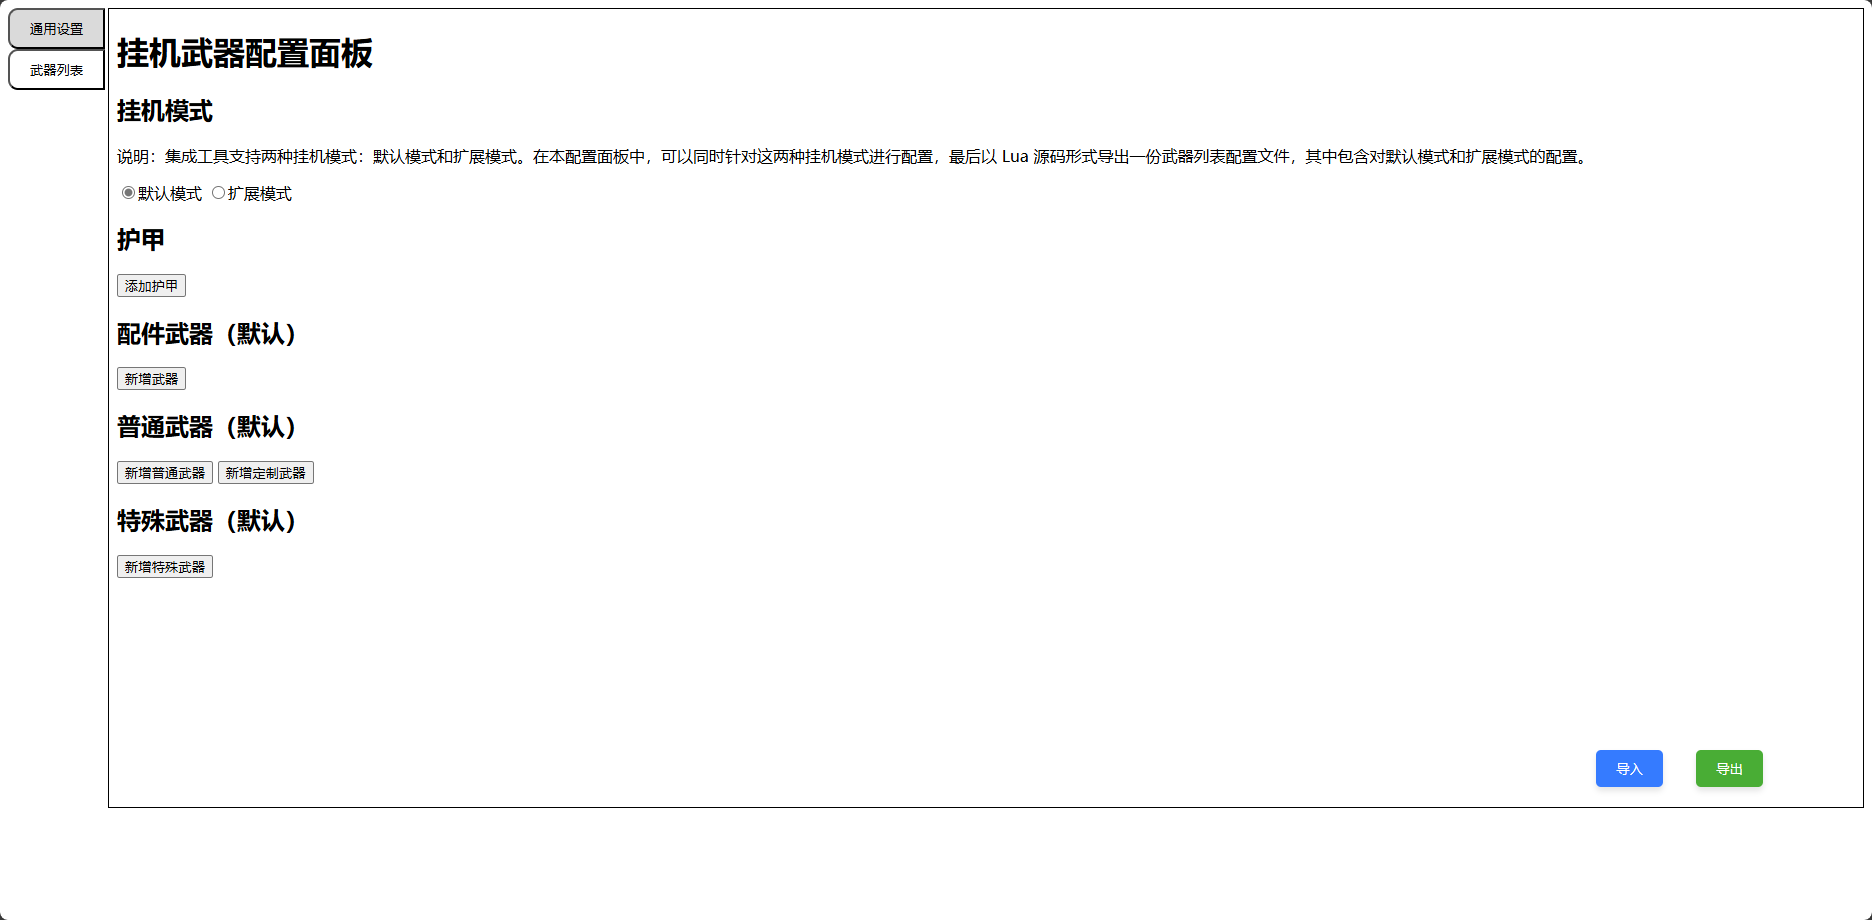 通用设置
武器列表
挂机武器配置面板
挂机模式
说明：集成工具支持两种挂机模式：默认模式和扩展模式。在本配置面板中，可以同时针对这两种挂机模式进行配置，最后以 Lua 源码形式导出一份武器列表配置文件，其中包含对默认模式和扩展模式的配置。
默认模式 扩展模式
护甲
添加护甲
配件武器（默认）
新增武器
普通武器（默认）
新增普通武器 新增定制武器
特殊武器（默认）
新增特殊武器
导入 导出